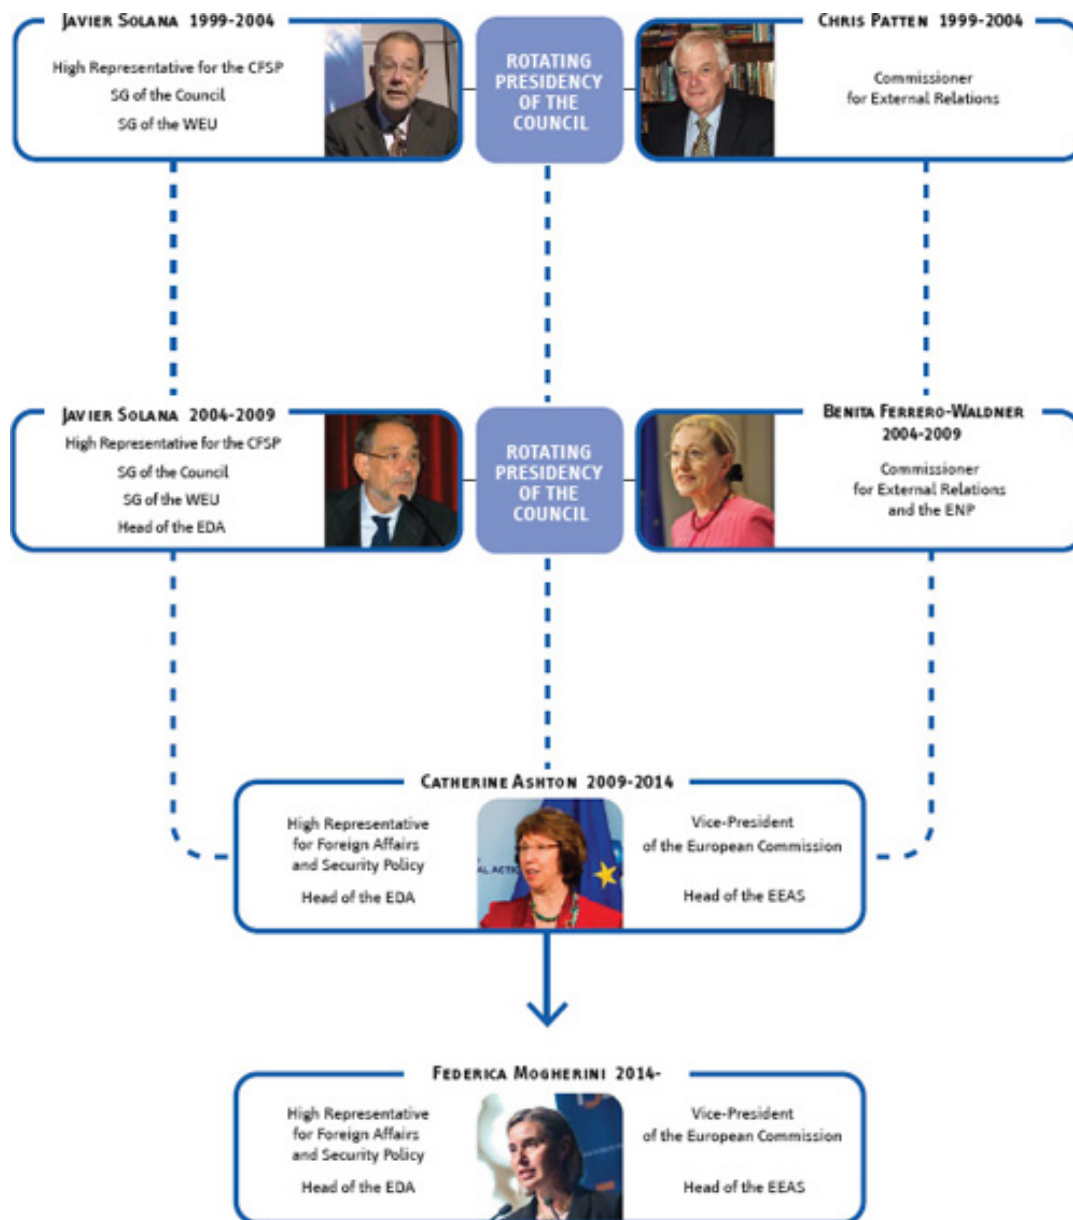 JAVIER SOLANA 1999-2004
High Representative for the CFSP
SG of the Council
SG of the WEU
ROTATING
PRESIDENCY
OF THE
COUNCIL
CHRIS PATTEN 1999-2004
Commissioner
for External Relations
JAVIER SOLANA 2004-2009
High Representative for the CFSP
SG of the Council
SG of the WEU
Head of the EDA
ROTATING
PRESIDENCY
OF THE
COUNCIL
BENITA FERRERO-WALDNER
2004-2009
Commissioner
for External Relations
and the ENP
CATHERINE ASHTON 2009-2014
High Representative
for Foreign Affairs
and Security Policy
Head of the EDA
AL ACTIO
Vice-President
of the European Commission
Head of the EEAS
FEDERICA MOGHERINI 2014-
High Representative
for Foreign Affairs
and Security Policy
Head of the EDA
Vice-President
of the European Commission
Head of the EEAS